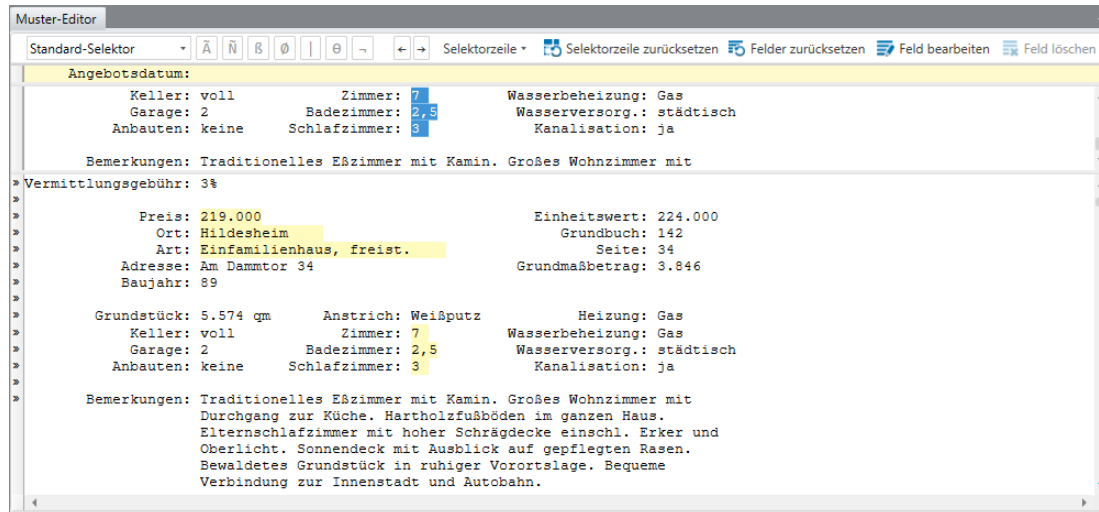 Muster-Editor
Standard-Selektor Ã Ñ ß Ø | θ ¬ ← → Selektorzeile Selektorzeile zurücksetzen Felder zurücksetzen Feld bearbeiten Feld löschen
Angebotsdatum:
Keller: voll Zimmer: 7 Wasserbeheizung: Gas
Garage: 2 Badezimmer: 2,5 Wasserversorg.: städtisch
Anbauten: keine Schlafzimmer: 3 Kanalisation: ja
Bemerkungen: Traditionelles Eßzimmer mit Kamin. Großes Wohnzimmer mit
» Vermittlungsgebühr: 3%
»
» Preis: 219.000 Einheitswert: 224.000
» Ort: Hildesheim Grundbuch: 142
» Art: Einfamilienhaus, freist. Seite: 34
» Adresse: Am Dammtor 34 Grundmaßbetrag: 3.846
» Baujahr: 89
»
» Grundstück: 5.574 qm Anstrich: Weißputz Heizung: Gas
» Keller: voll Zimmer: 7 Wasserbeheizung: Gas
» Garage: 2 Badezimmer: 2,5 Wasserversorg.: städtisch
» Anbauten: keine Schlafzimmer: 3 Kanalisation: ja
»
» Bemerkungen: Traditionelles Eßzimmer mit Kamin. Großes Wohnzimmer mit
Durchgang zur Küche. Hartholzfußböden im ganzen Haus.
Elternschlafzimmer mit hoher Schrägdecke einschl. Erker und
Oberlicht. Sonnendeck mit Ausblick auf gepflegten Rasen.
Bewaldetes Grundstück in ruhiger Vorortslage. Bequeme
Verbindung zur Innenstadt und Autobahn.